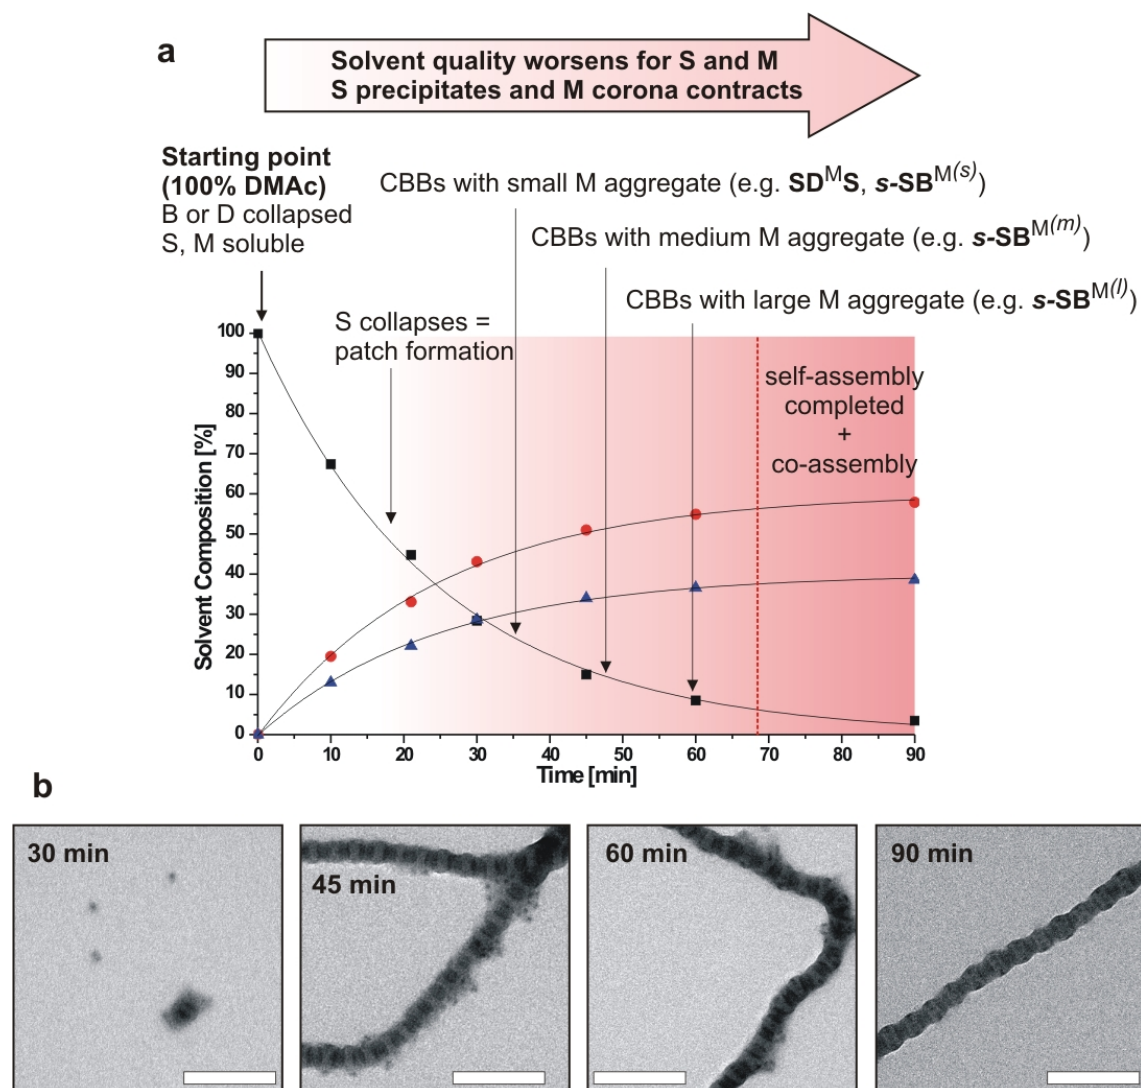 a
Solvent quality worsens for S and M
S precipitates and M corona contracts
Starting point
(100% DMAc)
B or D collapsed
S, M soluble
CBBs with small M aggregate (e.g. SDᴹS, s-SBᴹ⁽ˢ⁾)
CBBs with medium M aggregate (e.g. s-SBᴹ⁽ᵐ⁾)
CBBs with large M aggregate (e.g. s-SBᴹ⁽ˡ⁾)
S collapses =
patch formation
self-assembly
completed
+
co-assembly
Solvent Composition [%]
100
90
80
70
60
50
40
30
20
10
0
0 10 20 30 40 50 60 70 80 90
Time [min]
b
30 min
45 min
60 min
90 min